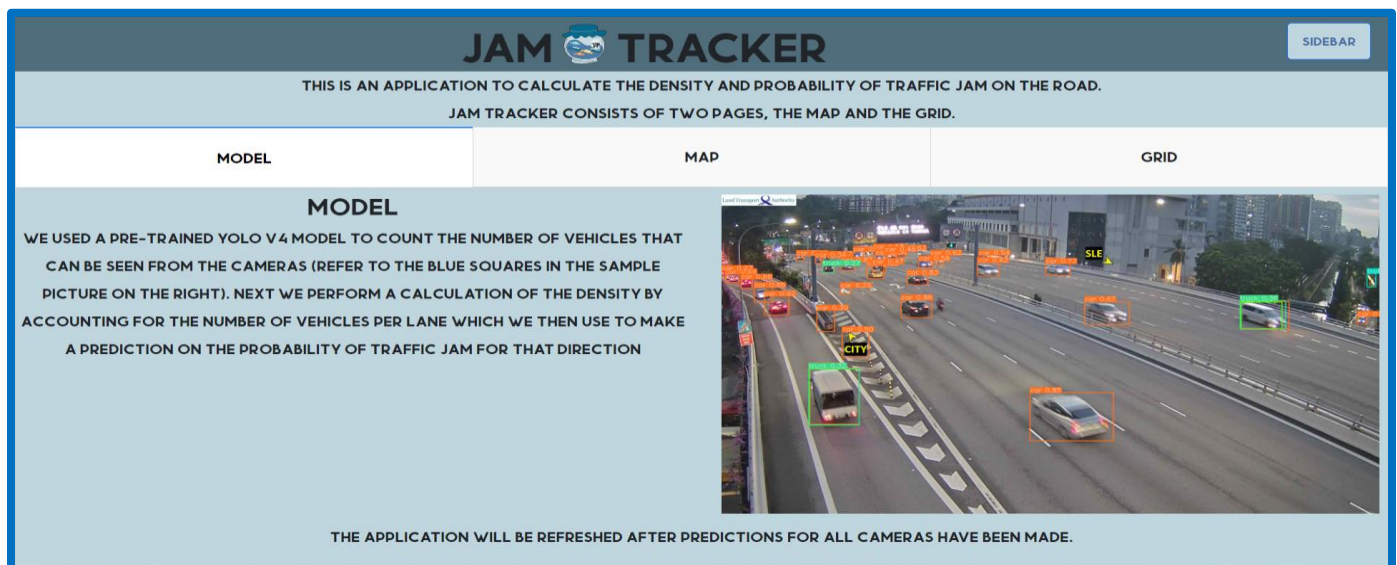 JAM TRACKER
SIDEBAR
THIS IS AN APPLICATION TO CALCULATE THE DENSITY AND PROBABILITY OF TRAFFIC JAM ON THE ROAD.
JAM TRACKER CONSISTS OF TWO PAGES, THE MAP AND THE GRID.
MODEL
MAP
GRID
MODEL
WE USED A PRE-TRAINED YOLO V4 MODEL TO COUNT THE NUMBER OF VEHICLES THAT
CAN BE SEEN FROM THE CAMERAS (REFER TO THE BLUE SQUARES IN THE SAMPLE
PICTURE ON THE RIGHT). NEXT WE PERFORM A CALCULATION OF THE DENSITY BY
ACCOUNTING FOR THE NUMBER OF VEHICLES PER LANE WHICH WE THEN USE TO MAKE
A PREDICTION ON THE PROBABILITY OF TRAFFIC JAM FOR THAT DIRECTION
Land Transport Authority
SLE
CITY
THE APPLICATION WILL BE REFRESHED AFTER PREDICTIONS FOR ALL CAMERAS HAVE BEEN MADE.